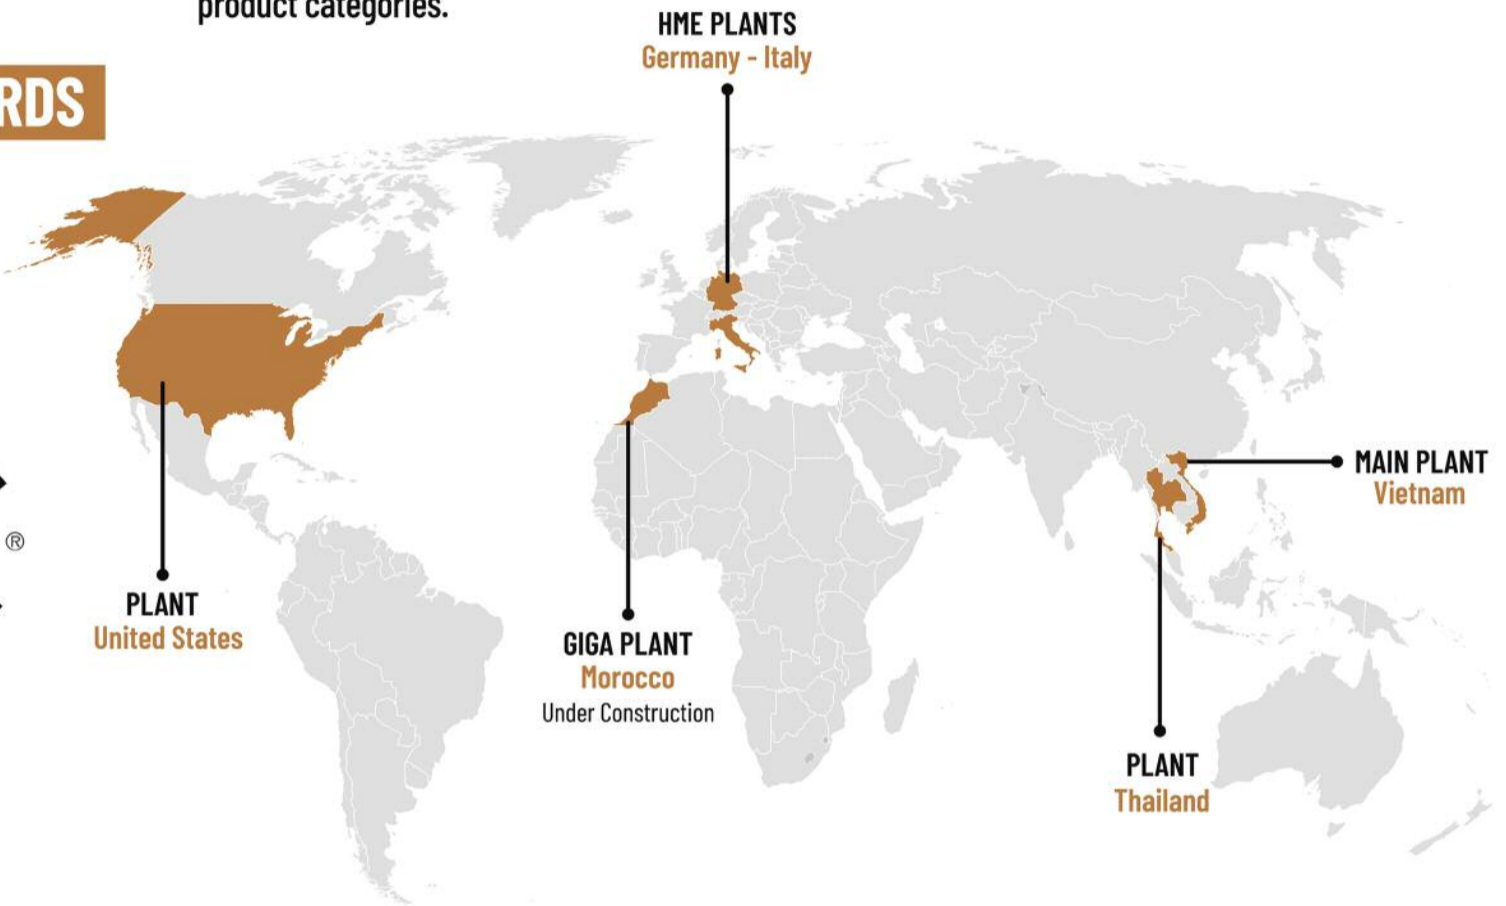 product categories.
RDS
HME PLANTS
Germany - Italy
MAIN PLANT
Vietnam
®
PLANT
United States
GIGA PLANT
Morocco
Under Construction
PLANT
Thailand